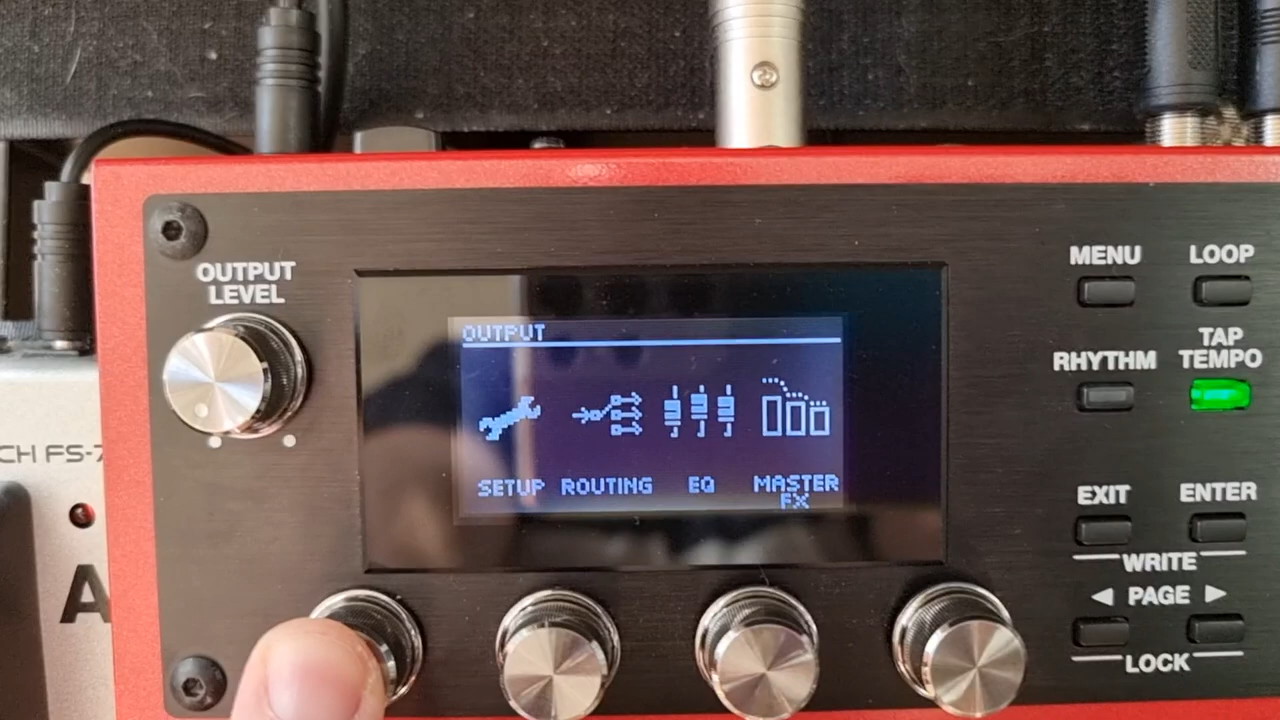 OUTPUT
LEVEL
OUTPUT
SETUP
ROUTING
EQ
MASTER
FX
MENU
LOOP
RHYTHM
TAP
TEMPO
EXIT
ENTER
WRITE
◀ PAGE ▶
LOCK
CH FS-7
A